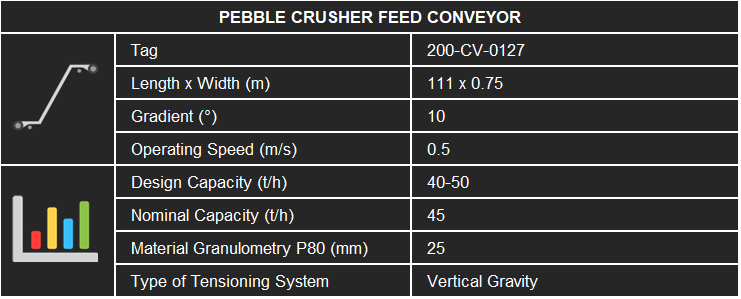 PEBBLE CRUSHER FEED CONVEYOR
Tag 200-CV-0127
Length x Width (m) 111 x 0.75
Gradient (°) 10
Operating Speed (m/s) 0.5
Design Capacity (t/h) 40-50
Nominal Capacity (t/h) 45
Material Granulometry P80 (mm) 25
Type of Tensioning System Vertical Gravity